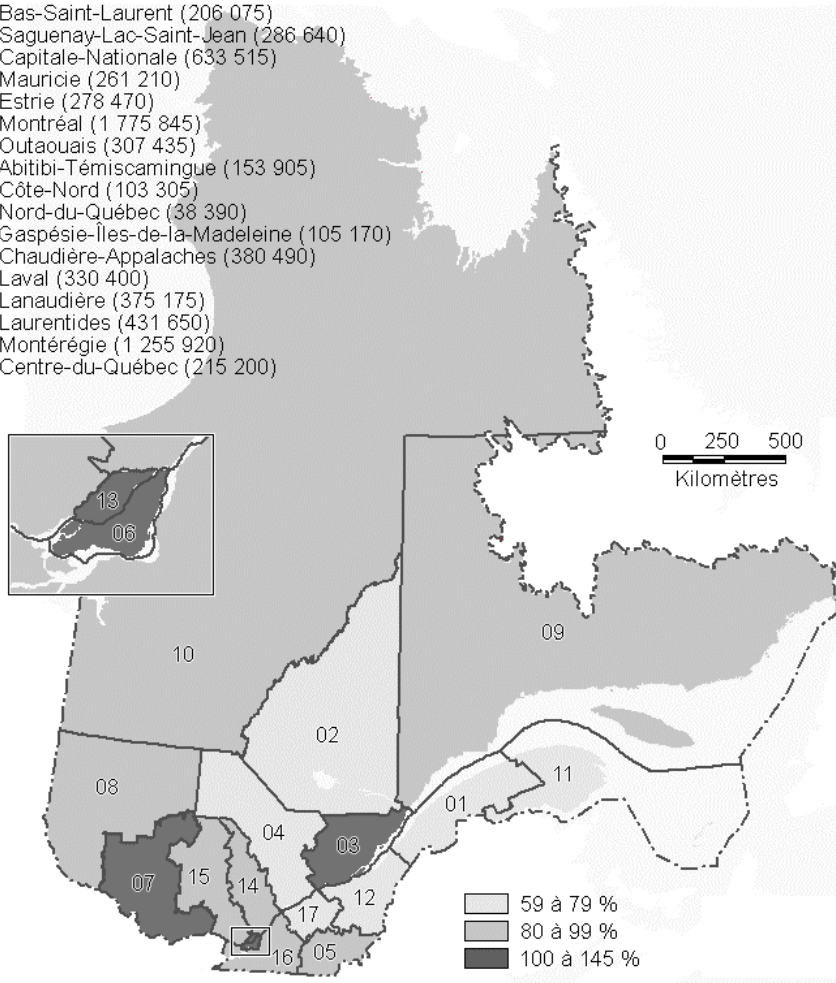 Bas-Saint-Laurent (206 075)
Saguenay-Lac-Saint-Jean (286 640)
Capitale-Nationale (633 515)
Mauricie (261 210)
Estrie (278 470)
Montréal (1 775 845)
Outaouais (307 435)
Abitibi-Témiscamingue (153 905)
Côte-Nord (103 305)
Nord-du-Québec (38 390)
Gaspésie-Îles-de-la-Madeleine (105 170)
Chaudière-Appalaches (380 490)
Laval (330 400)
Lanaudière (375 175)
Laurentides (431 650)
Montérégie (1 255 920)
Centre-du-Québec (215 200)
0 250 500
Kilomètres
13
06
10
09
02
08
11
01
04
03
07
15
14
12
17
16
05
59 à 79 %
80 à 99 %
100 à 145 %